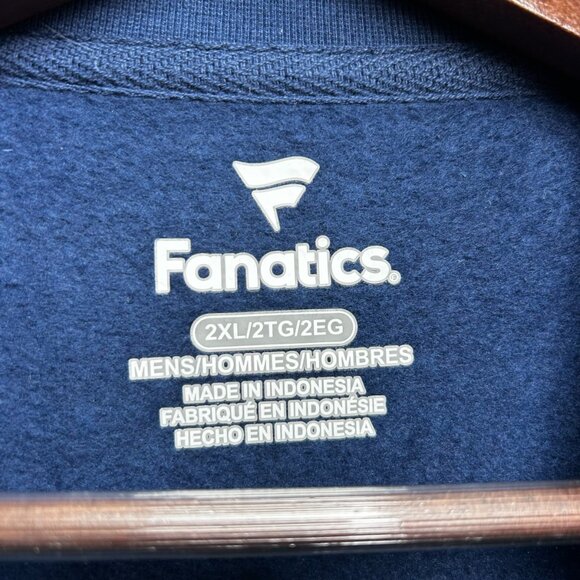 Fanatics®
2XL/2TG/2EG
MENS/HOMMES/HOMBRES
MADE IN INDONESIA
FABRIQUÉ EN INDONÉSIE
HECHO EN INDONESIA